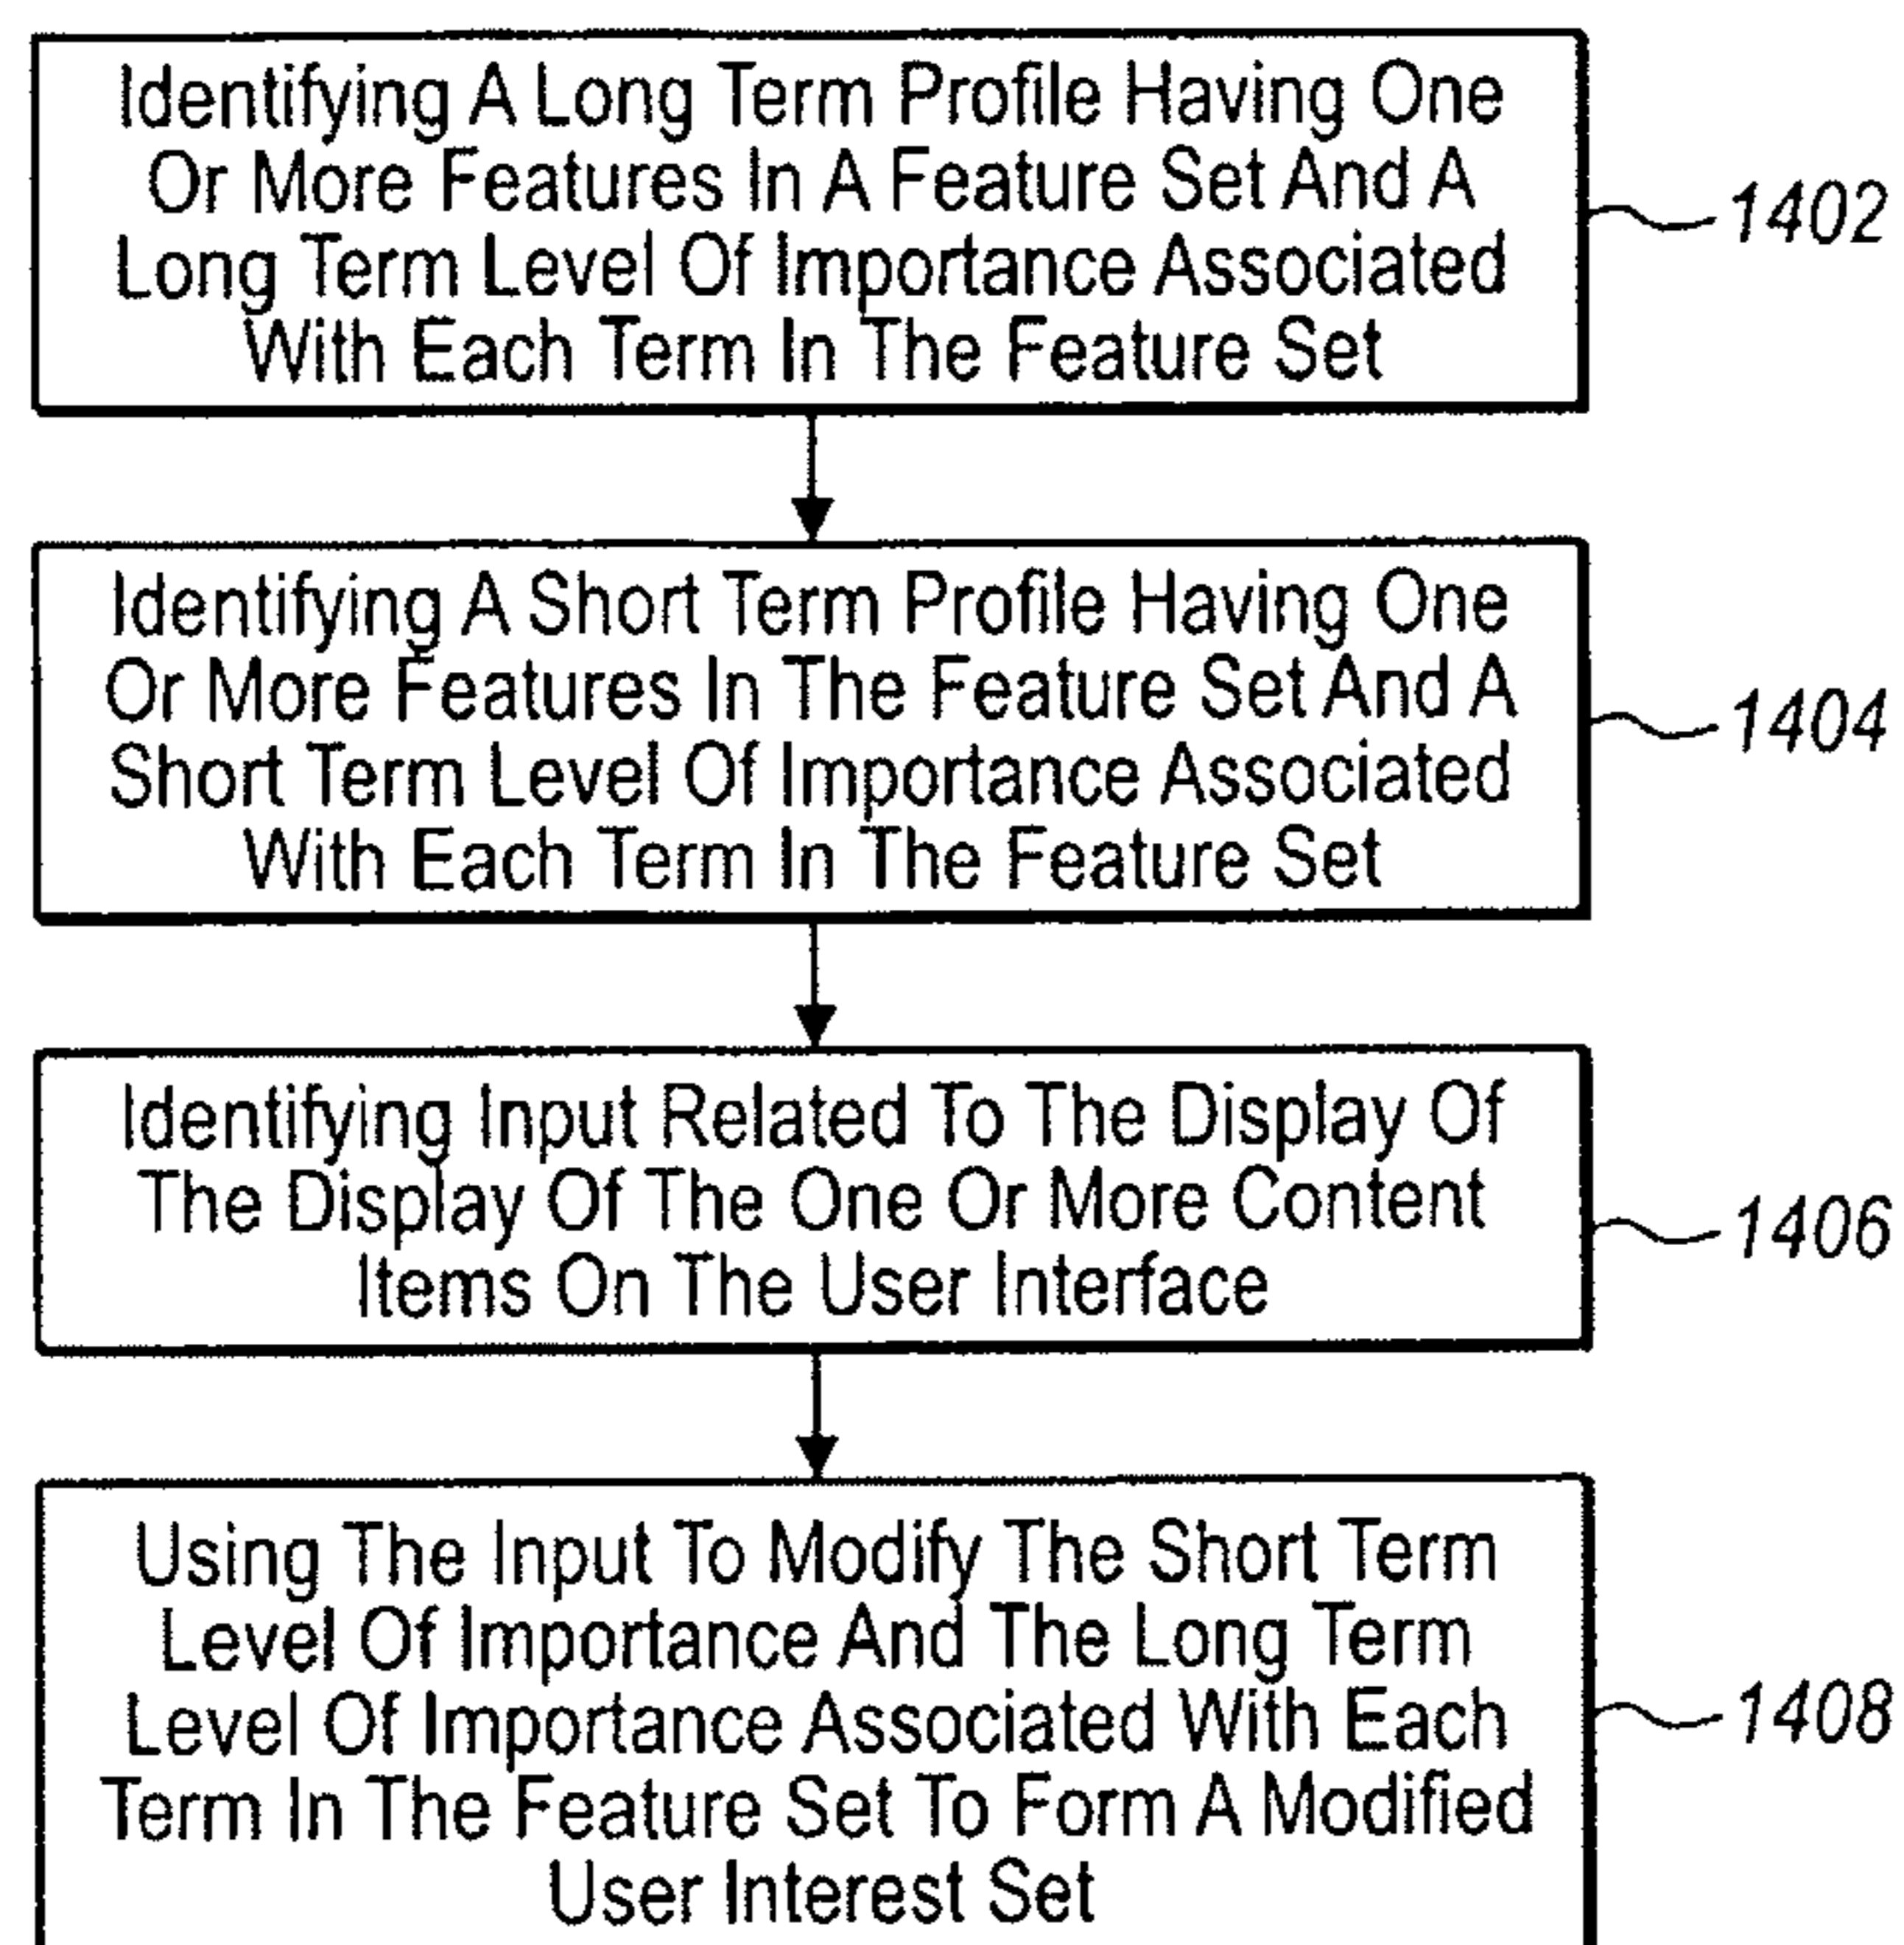 Identifying A Long Term Profile Having One
Or More Features In A Feature Set And A
Long Term Level Of Importance Associated
With Each Term In The Feature Set
1402
Identifying A Short Term Profile Having One
Or More Features In The Feature Set And A
Short Term Level Of Importance Associated
With Each Term In The Feature Set
1404
Identifying Input Related To The Display Of
The Display Of The One Or More Content
Items On The User Interface
1406
Using The Input To Modify The Short Term
Level Of Importance And The Long Term
Level Of Importance Associated With Each
Term In The Feature Set To Form A Modified
User Interest Set
1408